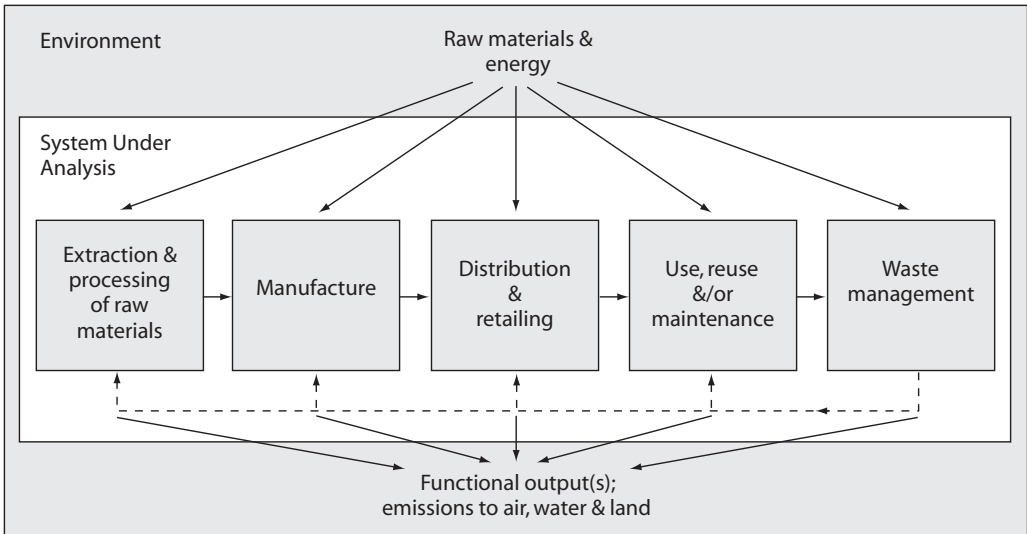 Environment
Raw materials &
energy
System Under
Analysis
Extraction &
processing
of raw
materials
Manufacture
Distribution
&
retailing
Use, reuse
&/or
maintenance
Waste
management
Functional output(s);
emissions to air, water & land